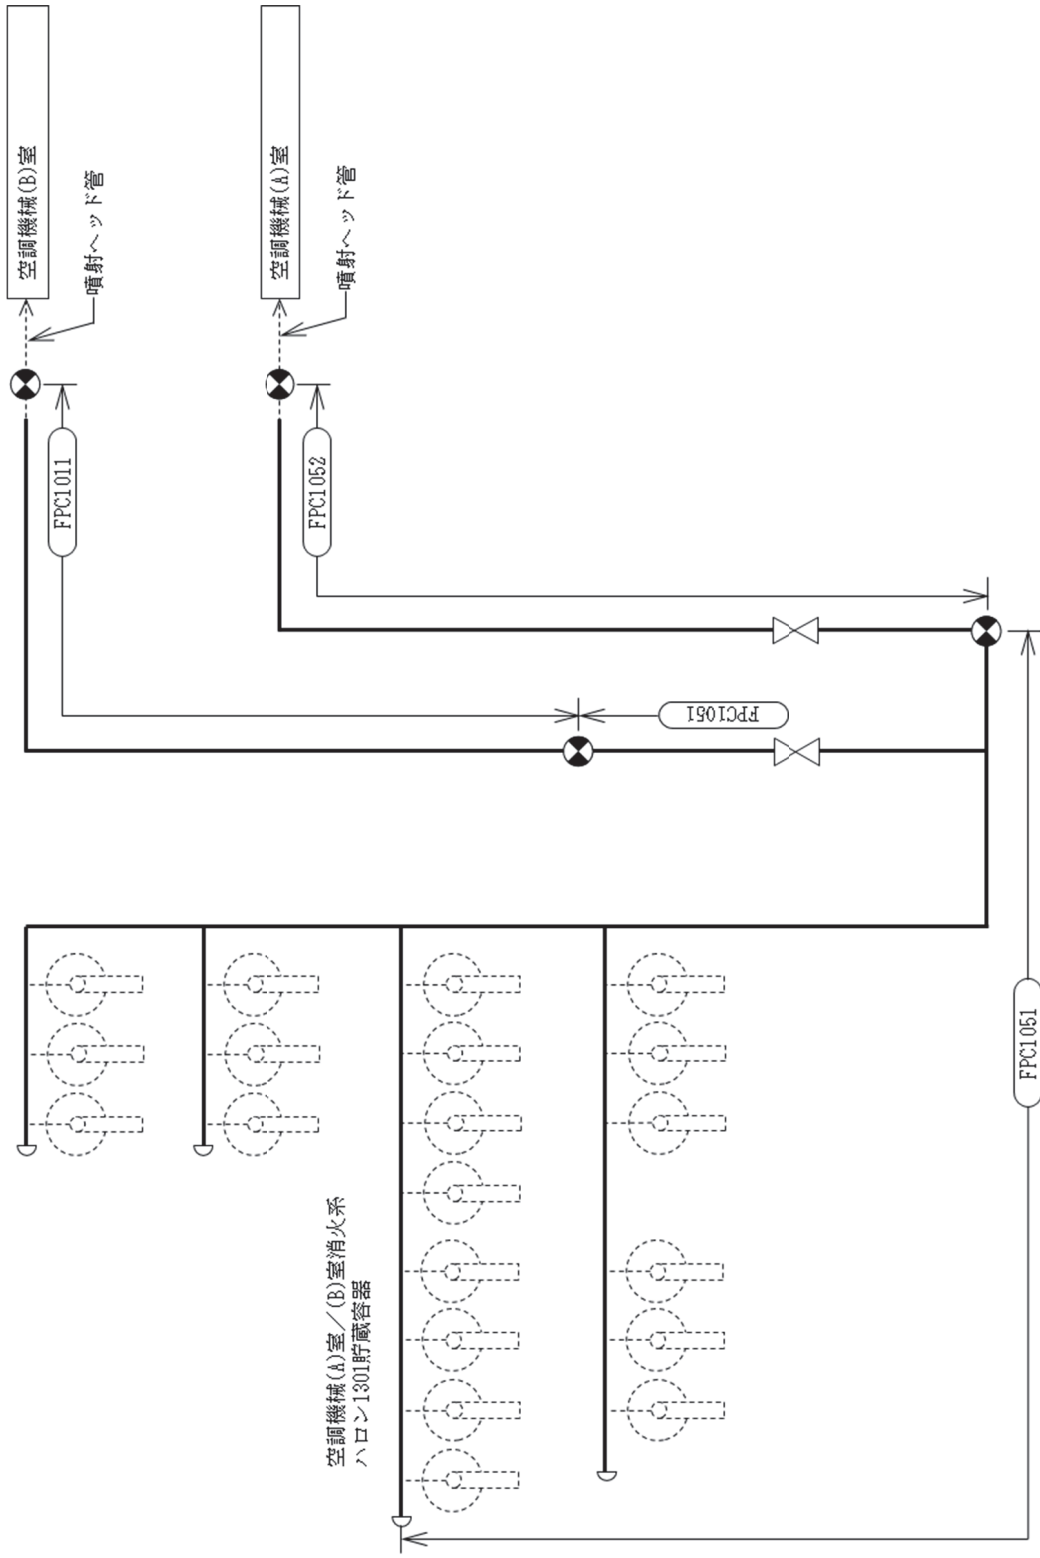 空調機械(B)室
噴射ヘッド管
FPC1011
空調機械(A)室
噴射ヘッド管
FPC1052
FPC1051
空調機械(A)室／(B)室消火系
ハロン1301貯蔵容器
FPC1051